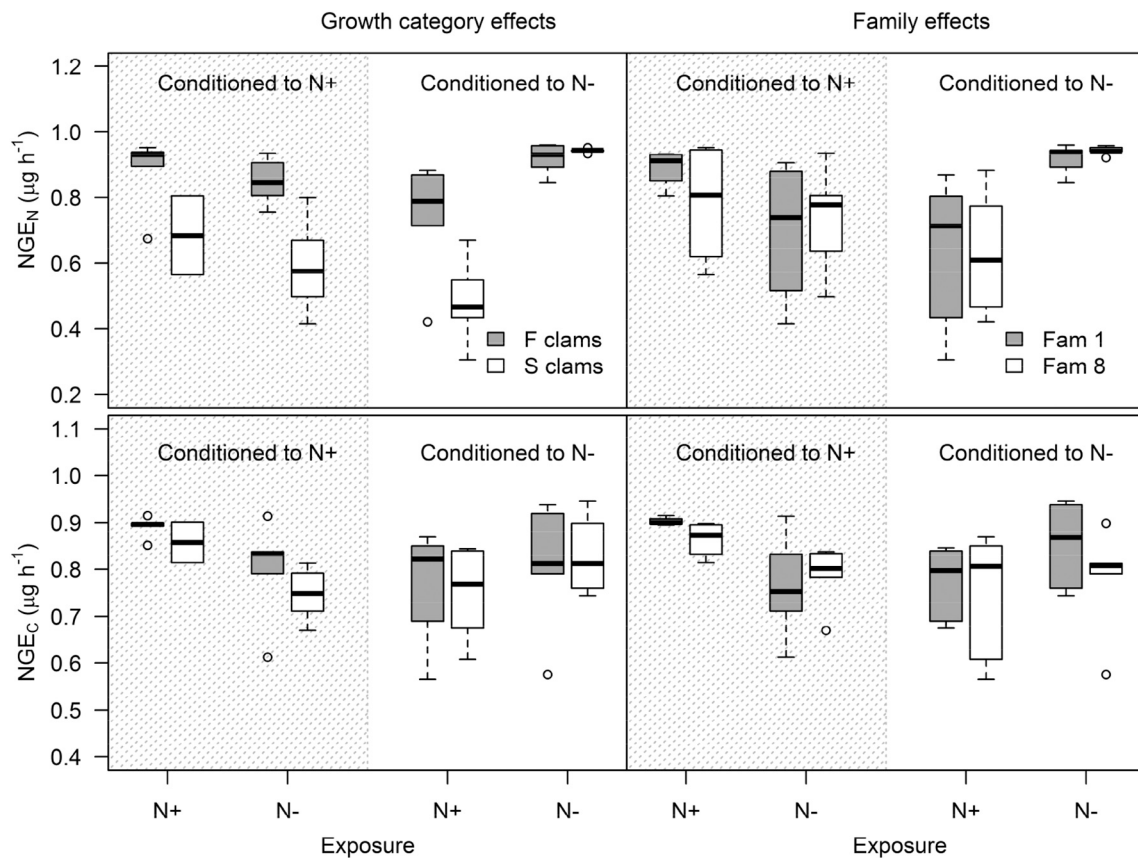 Growth category effects Family effects
1.2
Conditioned to N+ Conditioned to N- Conditioned to N+ Conditioned to N-
1.0
0.8
0.6
0.4
0.2
NGE_N (µg h⁻¹)
F clams
S clams
Fam 1
Fam 8
1.1
Conditioned to N+ Conditioned to N- Conditioned to N+ Conditioned to N-
1.0
0.9
0.8
0.7
0.6
0.5
0.4
NGE_C (µg h⁻¹)
N+ N- N+ N- N+ N- N+ N-
Exposure Exposure